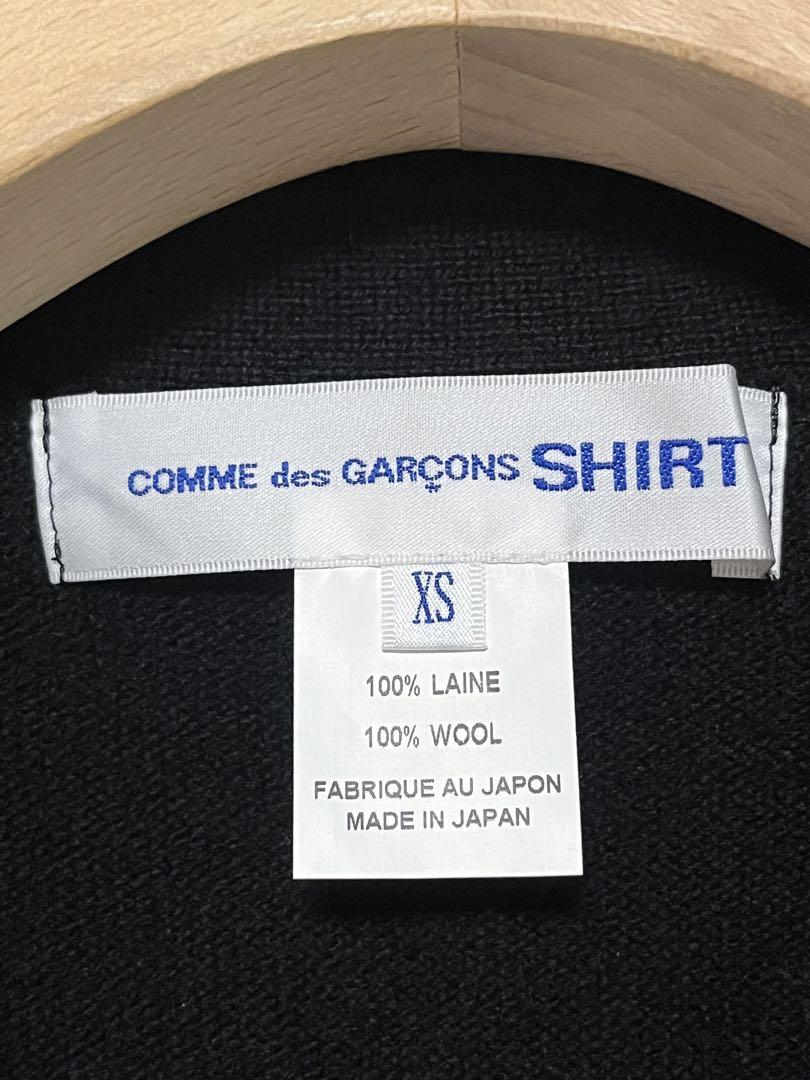 COMME des GARÇONS SHIRT
XS
100% LAINE
100% WOOL
FABRIQUE AU JAPON
MADE IN JAPAN